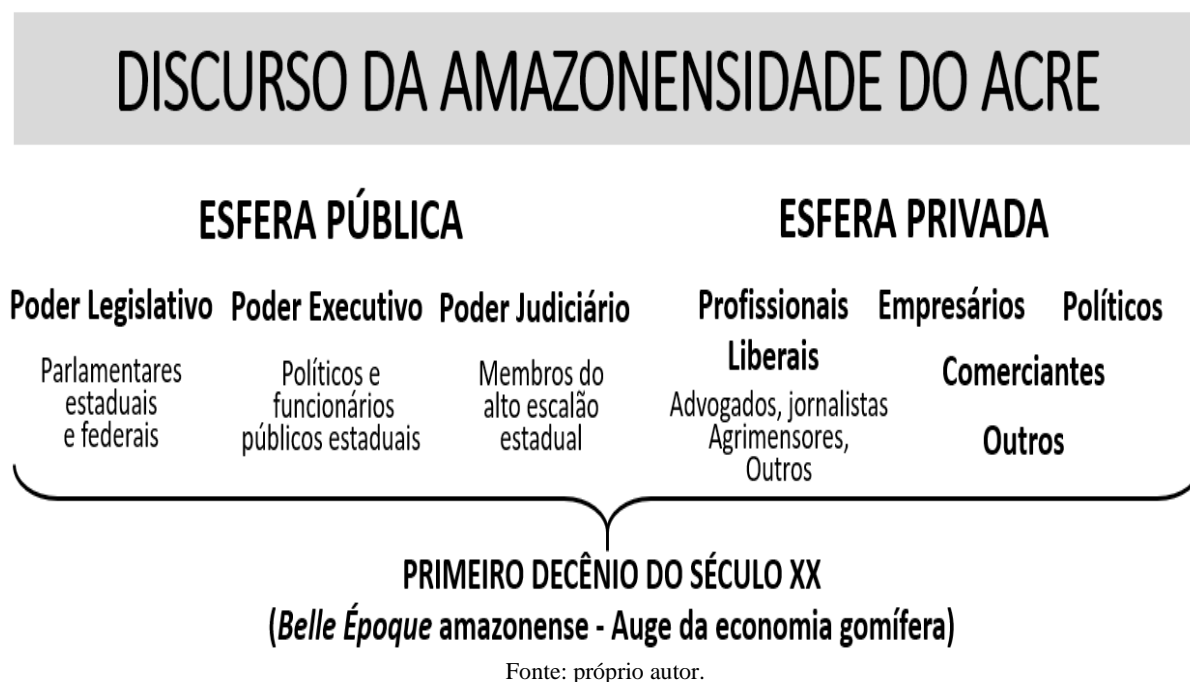 DISCURSO DA AMAZONENSIDADE DO ACRE
ESFERA PÚBLICA
Poder Legislativo
Parlamentares
estaduais
e federais
Poder Executivo
Políticos e
funcionários
públicos estaduais
Poder Judiciário
Membros do
alto escalão
estadual
ESFERA PRIVADA
Profissionais
Liberais
Advogados, jornalistas
Agrimensores,
Outros
Empresários
Políticos
Comerciantes
Outros
PRIMEIRO DECÊNIO DO SÉCULO XX
(Belle Époque amazonense - Auge da economia gomífera)
Fonte: próprio autor.